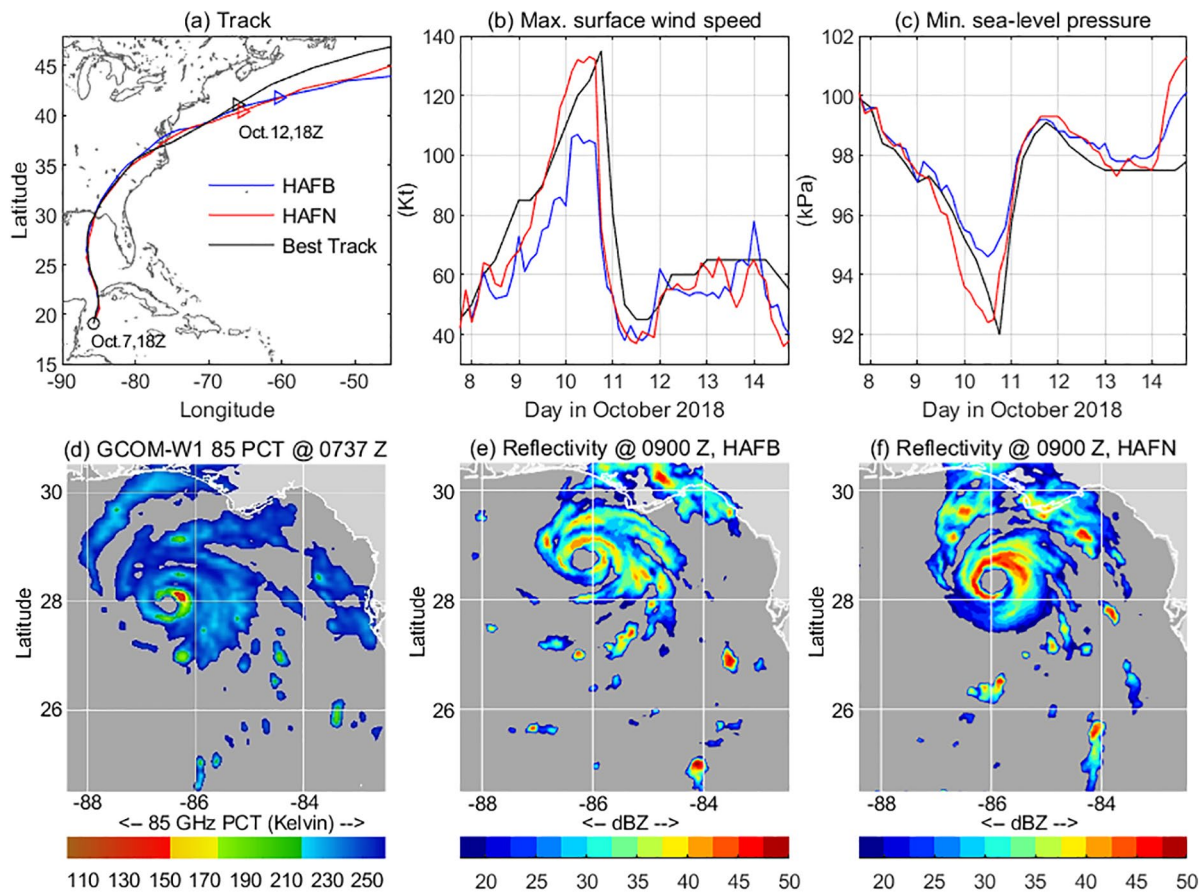 (a) Track
45
40
35
30
25
20
15
Latitude
-90 -85 -80 -75 -70 -65 -60 -55 -50
Longitude
Oct.12,18Z
HAFB
HAFN
Best Track
Oct.7,18Z
(b) Max. surface wind speed
140
120
100
80
60
40
(Kt)
8 9 10 11 12 13 14
Day in October 2018
(c) Min. sea-level pressure
102
100
98
96
94
92
(kPa)
8 9 10 11 12 13 14
Day in October 2018
(d) GCOM-W1 85 PCT @ 0737 Z
30
28
26
Latitude
-88 -86 -84
<-- 85 GHz PCT (Kelvin) -->
110 130 150 170 190 210 230 250
(e) Reflectivity @ 0900 Z, HAFB
30
28
26
Latitude
-88 -86 -84
<-- dBZ -->
20 25 30 35 40 45 50
(f) Reflectivity @ 0900 Z, HAFN
30
28
26
Latitude
-88 -86 -84
<-- dBZ -->
20 25 30 35 40 45 50